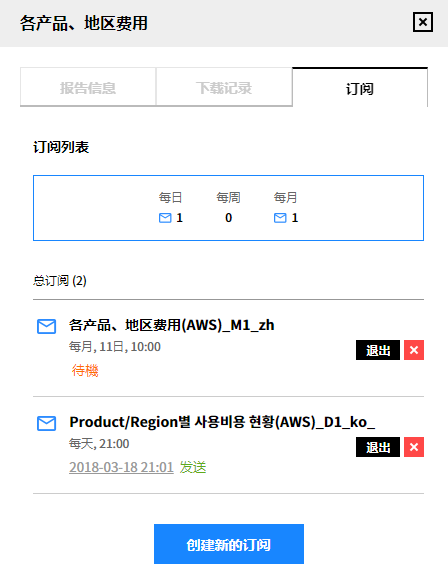 各产品、地区费用
报告信息 下载记录 订阅
订阅列表
每日 每周 每月
1 0 1
总订阅 (2)
各产品、地区费用(AWS)_M1_zh
每月, 11日, 10:00
退出
待機
Product/Region별 사용비용 현황(AWS)_D1_ko_
每天, 21:00
退出
2018-03-18 21:01 发送
创建新的订阅